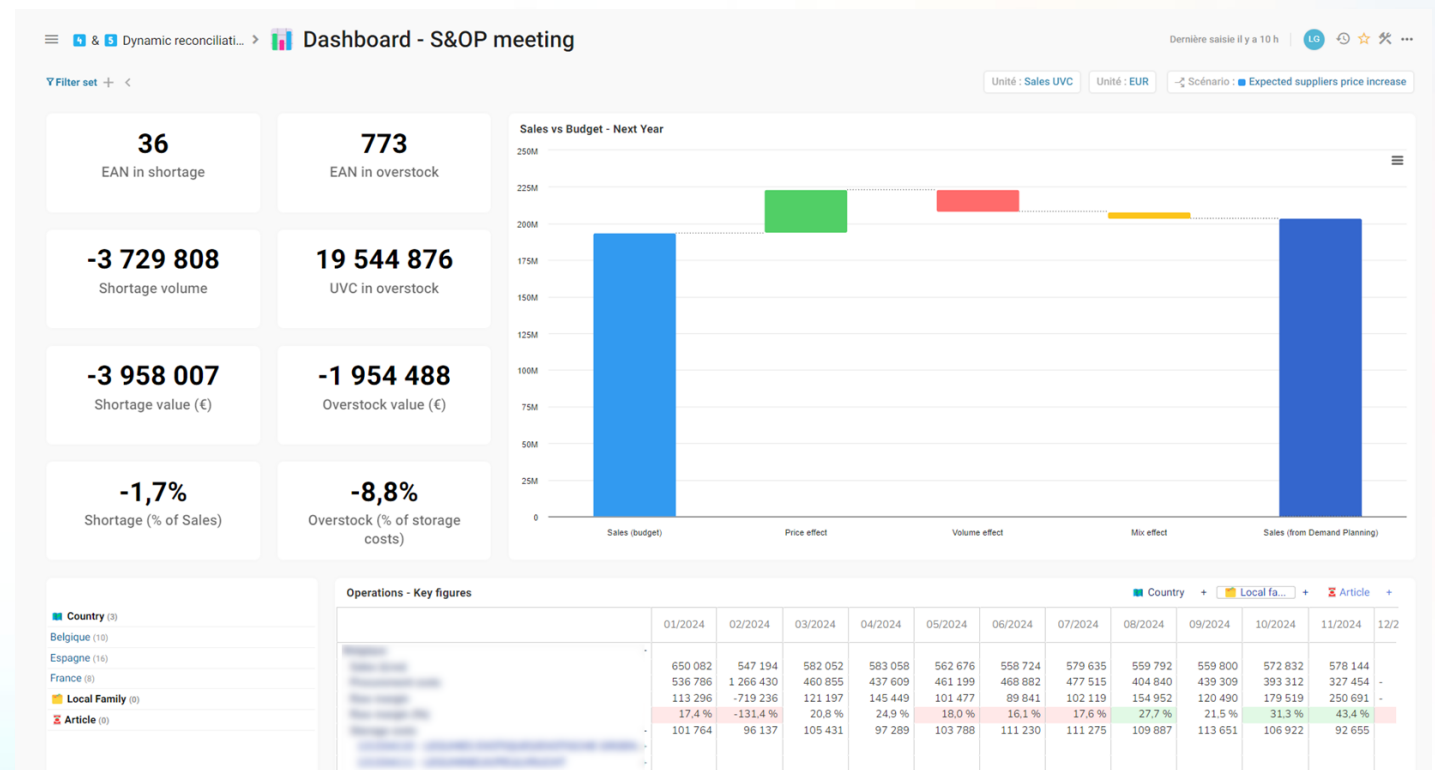 4 & 5 Dynamic reconciliati... > Dashboard - S&OP meeting
Dernière saisie il y a 10 h LG
Filter set
Unité : Sales UVC Unité : EUR Scénario : Expected suppliers price increase
36
EAN in shortage
773
EAN in overstock
-3 729 808
Shortage volume
19 544 876
UVC in overstock
-3 958 007
Shortage value (€)
-1 954 488
Overstock value (€)
-1,7%
Shortage (% of Sales)
-8,8%
Overstock (% of storage
costs)
Sales vs Budget - Next Year
250M
225M
200M
175M
150M
125M
100M
75M
50M
25M
0
Sales (budget) Price effect Volume effect Mix effect Sales (from Demand Planning)
Country (3)
Belgique (10)
Espagne (16)
France (8)
Local Family (0)
Article (0)
Operations - Key figures
Country + Local fa... + Article +
01/2024 02/2024 03/2024 04/2024 05/2024 06/2024 07/2024 08/2024 09/2024 10/2024 11/2024 12/2
-
650 082 547 194 582 052 583 058 562 676 558 724 579 635 559 792 559 800 572 832 578 144
536 786 1 266 430 460 855 437 609 461 199 468 882 477 515 404 840 439 309 393 312 327 454 -
113 296 -719 236 121 197 145 449 101 477 89 841 102 119 154 952 120 490 179 519 250 691 -
17,4 % -131,4 % 20,8 % 24,9 % 18,0 % 16,1 % 17,6 % 27,7 % 21,5 % 31,3 % 43,4 %
- 101 764 96 137 105 431 97 289 103 788 111 230 111 275 109 887 113 651 106 922 92 655
-
-